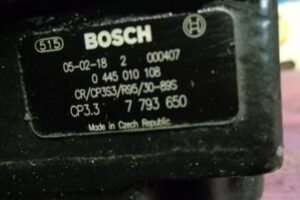 515 BOSCH
05-02-18 2 000407
0 445 010 108
CR/CP3S3/R95/30-89S
CP3.3 7 793 650
Made in Czech Republic